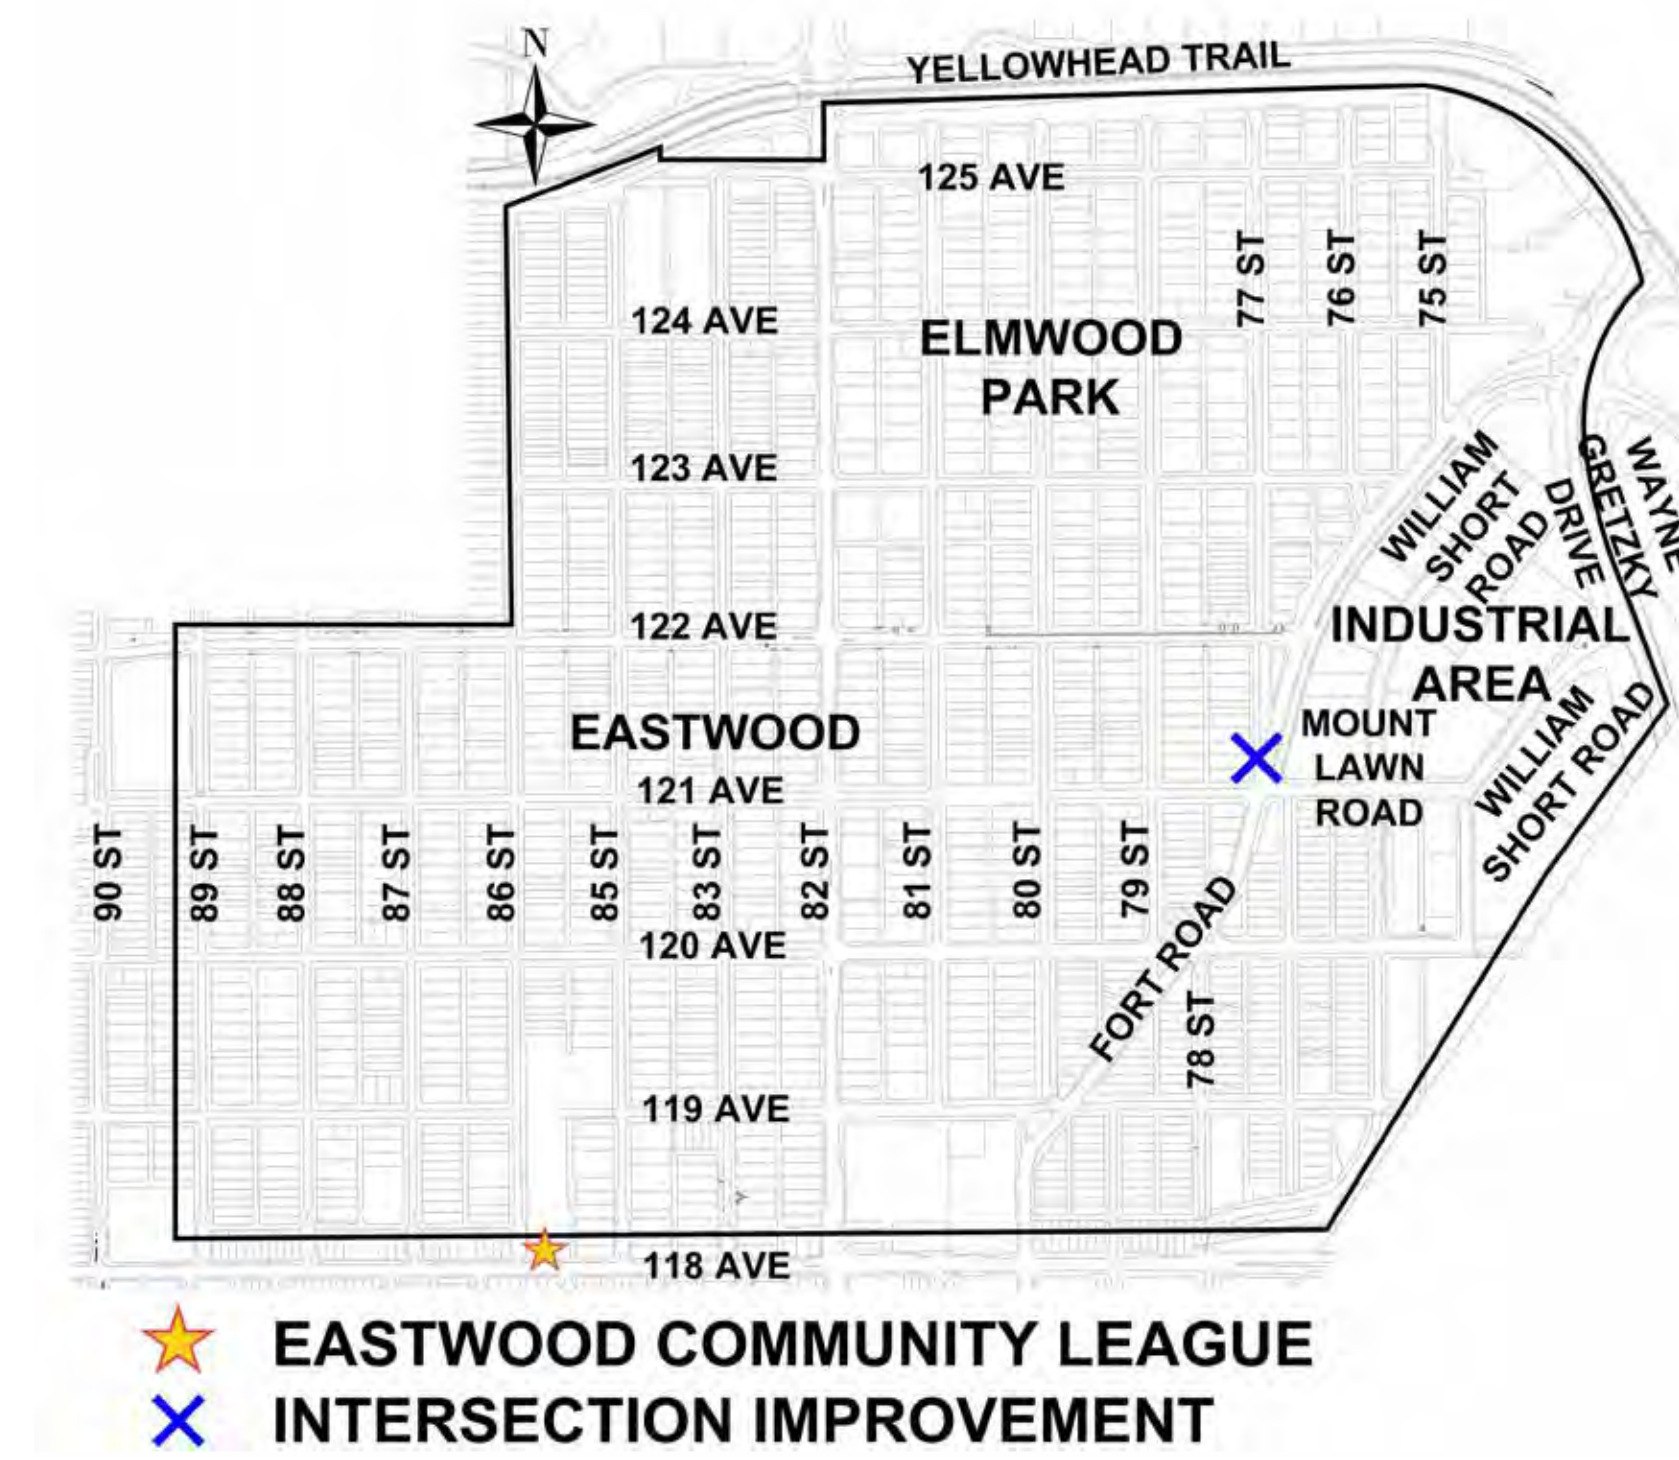 N
YELLOWHEAD TRAIL
125 AVE
77 ST
76 ST
75 ST
124 AVE
ELMWOOD
PARK
123 AVE
WILLIAM
SHORT
ROAD
WAYNE
GRETZKY
DRIVE
122 AVE
INDUSTRIAL
AREA
EASTWOOD
MOUNT
LAWN
ROAD
WILLIAM
SHORT ROAD
121 AVE
90 ST
89 ST
88 ST
87 ST
86 ST
85 ST
83 ST
82 ST
81 ST
80 ST
79 ST
120 AVE
FORT ROAD
78 ST
119 AVE
118 AVE
EASTWOOD COMMUNITY LEAGUE
INTERSECTION IMPROVEMENT